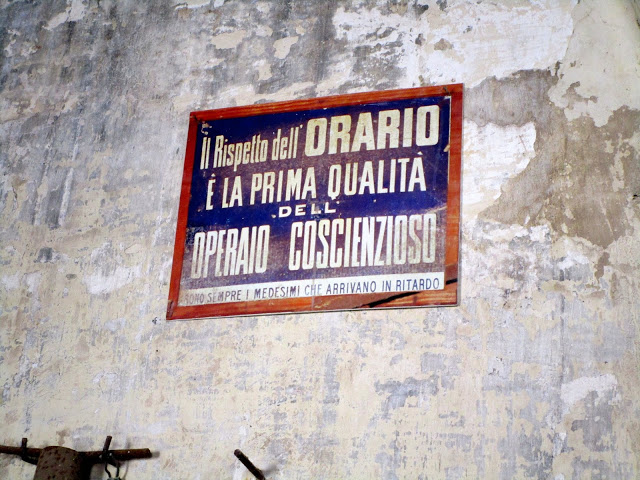 Il Rispetto dell' ORARIO
È LA PRIMA QUALITÀ
DELL'
OPERAIO COSCIENZIOSO
SONO SEMPRE I MEDESIMI CHE ARRIVANO IN RITARDO